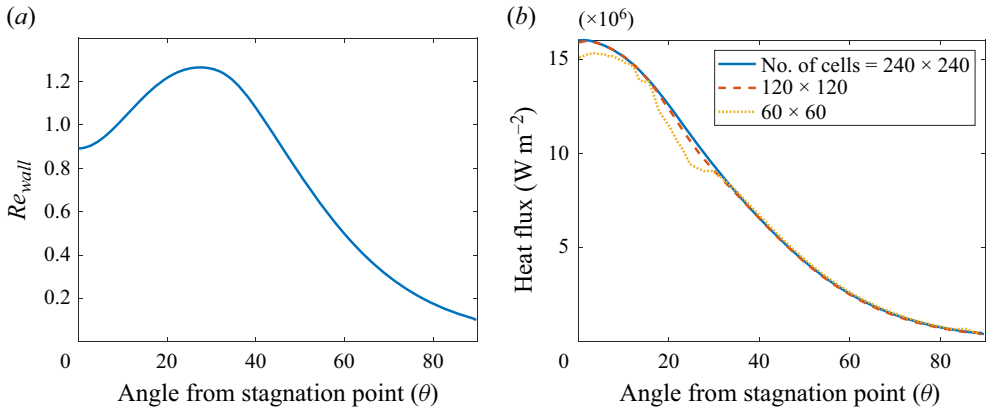 (a)
1.2
1.0
0.8
0.6
0.4
0.2
Re_wall
0 20 40 60 80
Angle from stagnation point (θ)
(b)
(×10⁶)
15
10
5
Heat flux (W m⁻²)
No. of cells = 240 × 240
120 × 120
60 × 60
0 20 40 60 80
Angle from stagnation point (θ)